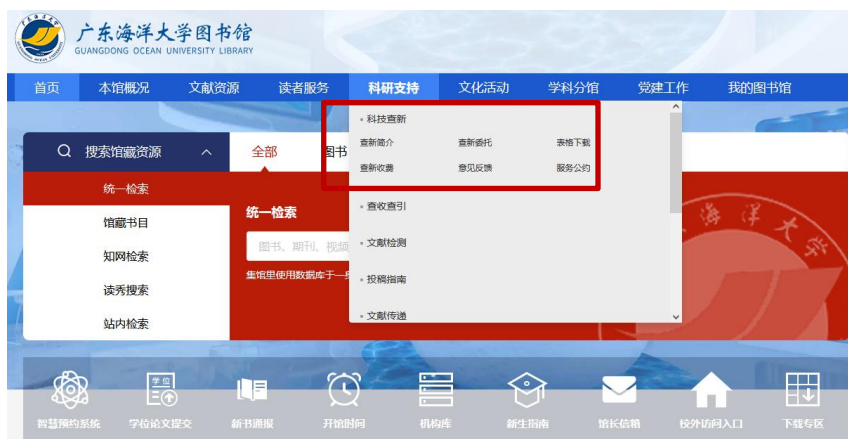 广东海洋大学图书馆
GUANGDONG OCEAN UNIVERSITY LIBRARY
首页 本馆概况 文献资源 读者服务 科研支持 文化活动 学科分馆 党建工作 我的图书馆
科技查新
查新简介 查新委托 表格下载
查新收费 意见反馈 服务公约
查收查引
文献检测
投稿指南
文献传递
搜索馆藏资源 全部 图书
统一检索
馆藏书目
知网检索
读秀搜索
站内检索
统一检索
图书、期刊、视频
集馆里使用数据库于一
海洋大学
智慧预约系统 学位论文提交 新书通报 开馆时间 机构库 新生指南 馆长信箱 校外访问入口 下载专区
学位